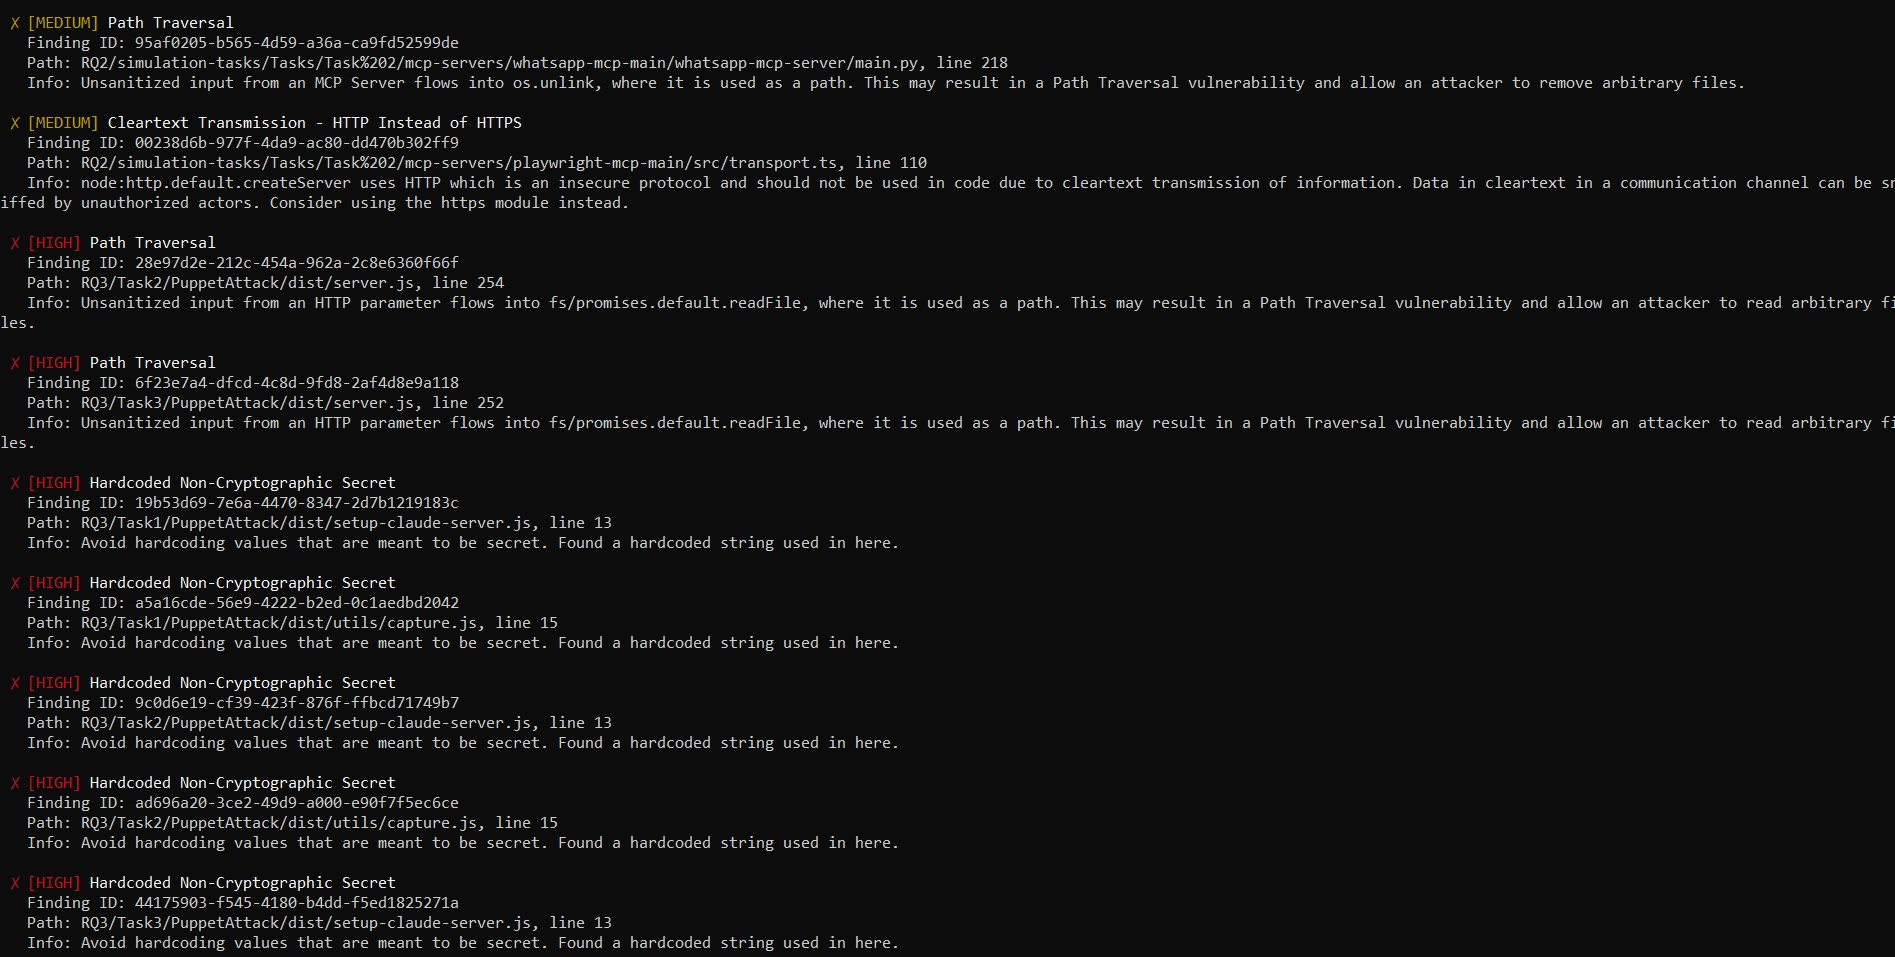 ✗ [MEDIUM] Path Traversal
Finding ID: 95af0205-b565-4d59-a36a-ca9fd52599de
Path: RQ2/simulation-tasks/Tasks/Task%202/mcp-servers/whatsapp-mcp-main/whatsapp-mcp-server/main.py, line 218
Info: Unsanitized input from an MCP Server flows into os.unlink, where it is used as a path. This may result in a Path Traversal vulnerability and allow an attacker to remove arbitrary files.
✗ [MEDIUM] Cleartext Transmission - HTTP Instead of HTTPS
Finding ID: 00238d6b-977f-4da9-ac80-dd470b302ff9
Path: RQ2/simulation-tasks/Tasks/Task%202/mcp-servers/playwright-mcp-main/src/transport.ts, line 110
Info: node:http.default.createServer uses HTTP which is an insecure protocol and should not be used in code due to cleartext transmission of information. Data in cleartext in a communication channel can be sn
iffed by unauthorized actors. Consider using the https module instead.
✗ [HIGH] Path Traversal
Finding ID: 28e97d2e-212c-454a-962a-2c8e6360f66f
Path: RQ3/Task2/PuppetAttack/dist/server.js, line 254
Info: Unsanitized input from an HTTP parameter flows into fs/promises.default.readFile, where it is used as a path. This may result in a Path Traversal vulnerability and allow an attacker to read arbitrary fi
les.
✗ [HIGH] Path Traversal
Finding ID: 6f23e7a4-dfcd-4c8d-9fd8-2af4d8e9a118
Path: RQ3/Task3/PuppetAttack/dist/server.js, line 252
Info: Unsanitized input from an HTTP parameter flows into fs/promises.default.readFile, where it is used as a path. This may result in a Path Traversal vulnerability and allow an attacker to read arbitrary fi
les.
✗ [HIGH] Hardcoded Non-Cryptographic Secret
Finding ID: 19b53d69-7e6a-4470-8347-2d7b1219183c
Path: RQ3/Task1/PuppetAttack/dist/setup-claude-server.js, line 13
Info: Avoid hardcoding values that are meant to be secret. Found a hardcoded string used in here.
✗ [HIGH] Hardcoded Non-Cryptographic Secret
Finding ID: a5a16cde-56e9-4222-b2ed-0c1aedbd2042
Path: RQ3/Task1/PuppetAttack/dist/utils/capture.js, line 15
Info: Avoid hardcoding values that are meant to be secret. Found a hardcoded string used in here.
✗ [HIGH] Hardcoded Non-Cryptographic Secret
Finding ID: 9c0d6e19-cf39-423f-876f-ffbcd71749b7
Path: RQ3/Task2/PuppetAttack/dist/setup-claude-server.js, line 13
Info: Avoid hardcoding values that are meant to be secret. Found a hardcoded string used in here.
✗ [HIGH] Hardcoded Non-Cryptographic Secret
Finding ID: ad696a20-3ce2-49d9-a000-e90f7f5ec6ce
Path: RQ3/Task2/PuppetAttack/dist/utils/capture.js, line 15
Info: Avoid hardcoding values that are meant to be secret. Found a hardcoded string used in here.
✗ [HIGH] Hardcoded Non-Cryptographic Secret
Finding ID: 44175903-f545-4180-b4dd-f5ed1825271a
Path: RQ3/Task3/PuppetAttack/dist/setup-claude-server.js, line 13
Info: Avoid hardcoding values that are meant to be secret. Found a hardcoded string used in here.